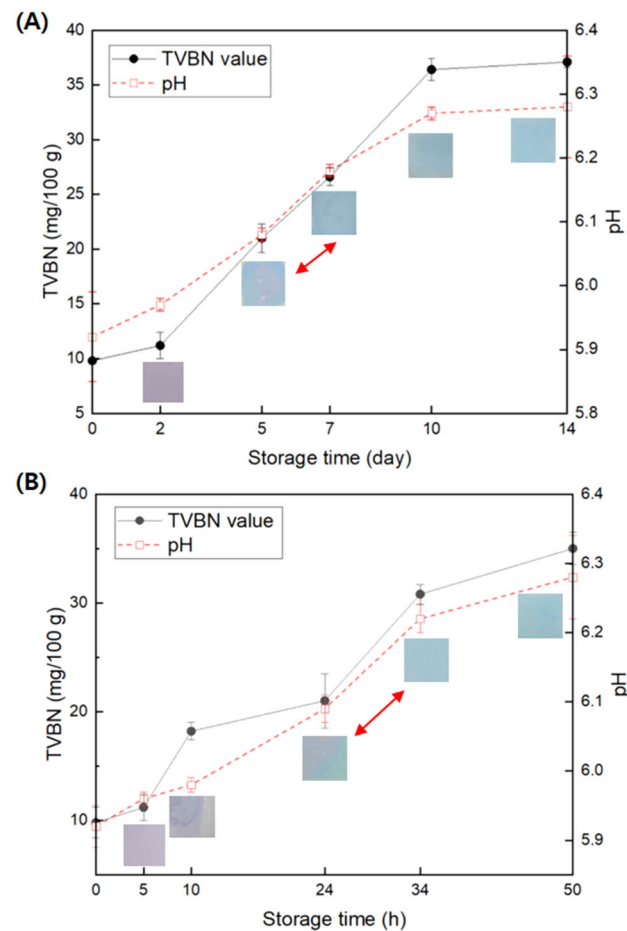 (A)
40
35
30
25
20
15
10
5
TVBN (mg/100 g)
TVBN value
pH
6.4
6.3
6.2
6.1
6.0
5.9
5.8
pH
0 2 5 7 10 14
Storage time (day)
(B)
40
30
20
10
TVBN (mg/100 g)
TVBN value
pH
6.4
6.3
6.2
6.1
6.0
5.9
pH
0 5 10 24 34 50
Storage time (h)